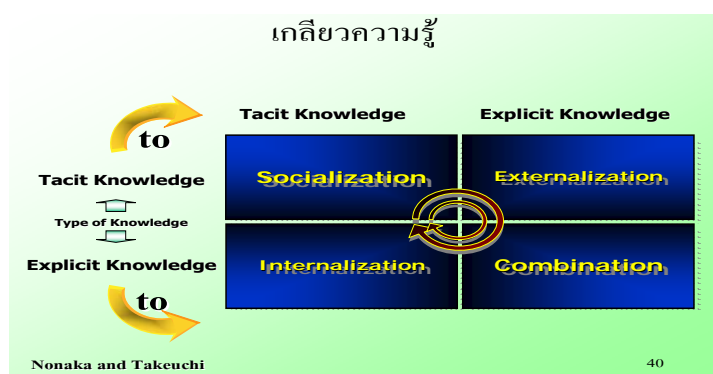 เกลียวความรู้
Tacit Knowledge Explicit Knowledge
to
Socialization Externalization
Tacit Knowledge
Type of Knowledge
Explicit Knowledge
Internalization Combination
to
Nonaka and Takeuchi 40